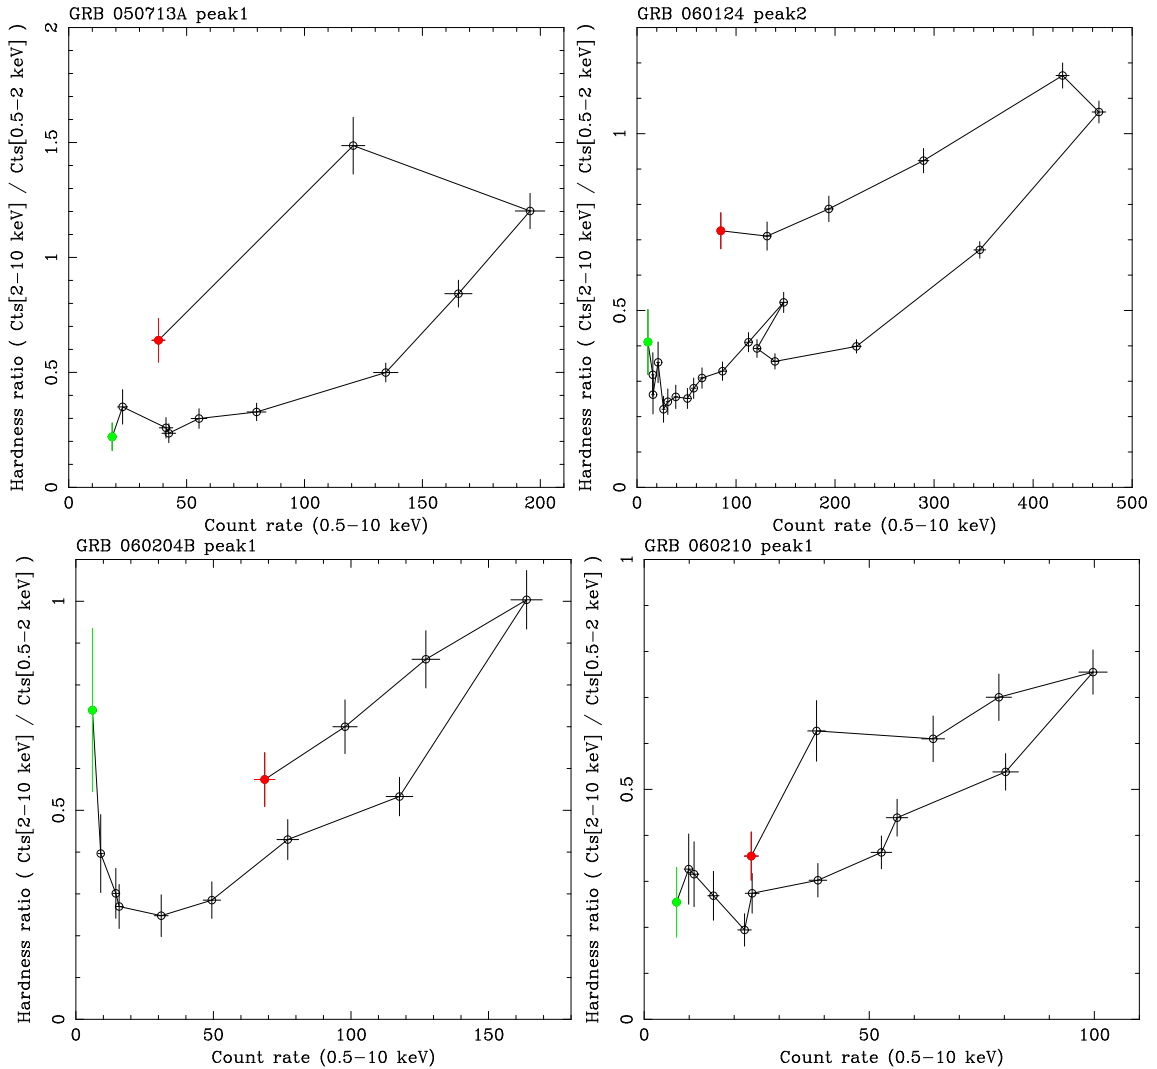 GRB 050713A peak1
Hardness ratio ( Cts[2−10 keV] / Cts[0.5−2 keV] )
2
1.5
1
0.5
0
0 50 100 150 200
Count rate (0.5−10 keV)
GRB 060124 peak2
Hardness ratio ( Cts[2−10 keV] / Cts[0.5−2 keV] )
1
0.5
0
0 100 200 300 400 500
Count rate (0.5−10 keV)
GRB 060204B peak1
Hardness ratio ( Cts[2−10 keV] / Cts[0.5−2 keV] )
1
0.5
0
0 50 100 150
Count rate (0.5−10 keV)
GRB 060210 peak1
Hardness ratio ( Cts[2−10 keV] / Cts[0.5−2 keV] )
1
0.5
0
0 50 100
Count rate (0.5−10 keV)